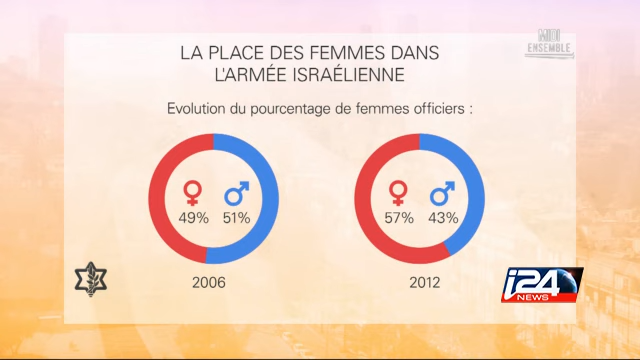 MIDI
ENSEMBLE
LA PLACE DES FEMMES DANS
L'ARMÉE ISRAÉLIENNE
Evolution du pourcentage de femmes officiers :
49% 51%
57% 43%
2006
2012
i24
NEWS